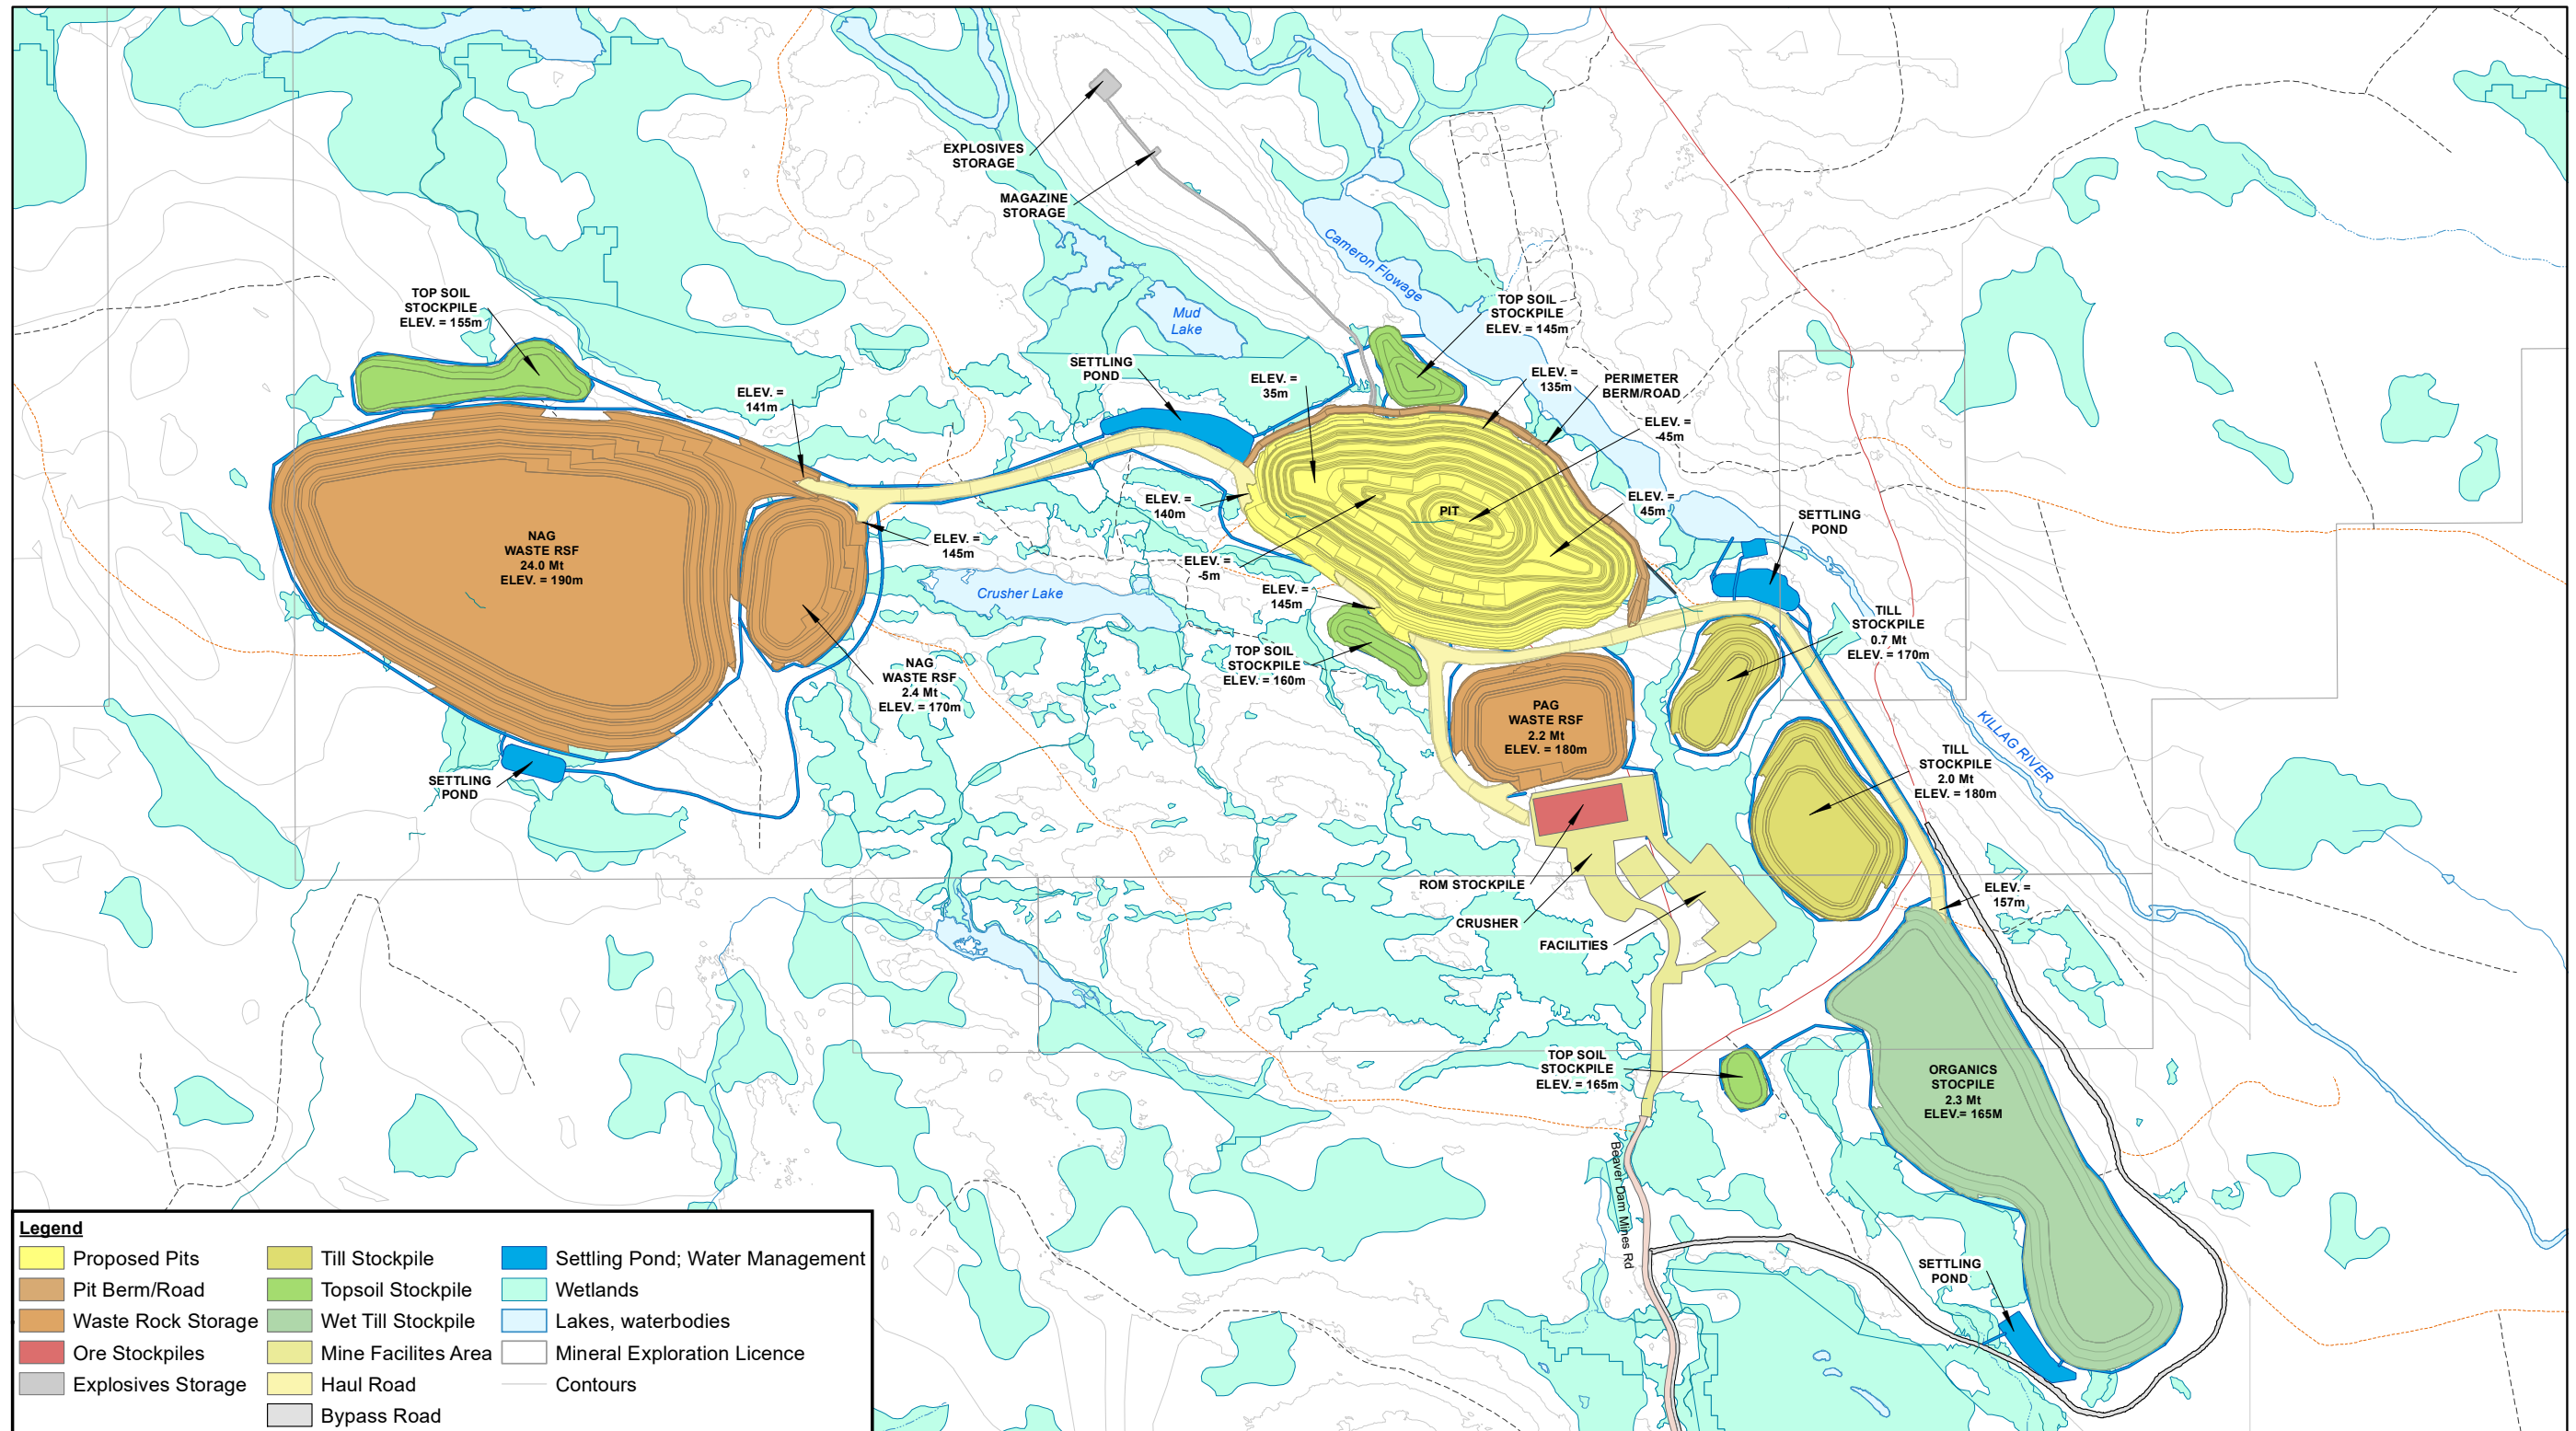 EXPLOSIVES
STORAGE
MAGAZINE
STORAGE
Cameron Flowage
TOP SOIL
STOCKPILE
ELEV. = 155m
Mud
Lake
TOP SOIL
STOCKPILE
ELEV. = 145m
SETTLING
POND
ELEV. =
141m
ELEV. =
35m
ELEV. =
135m
PERIMETER
BERM/ROAD
ELEV. =
-45m
ELEV. =
140m
ELEV. =
45m
PIT
SETTLING
POND
NAG
WASTE RSF
24.0 Mt
ELEV. = 190m
ELEV. =
145m
ELEV. =
-5m
Crusher Lake
ELEV. =
145m
TILL
STOCKPILE
0.7 Mt
ELEV. = 170m
TOP SOIL
STOCKPILE
ELEV. = 160m
NAG
WASTE RSF
2.4 Mt
ELEV. = 170m
PAG
WASTE RSF
2.2 Mt
ELEV. = 180m
KILLAG RIVER
TILL
STOCKPILE
2.0 Mt
ELEV. = 180m
SETTLING
POND
ROM STOCKPILE
ELEV. =
157m
CRUSHER
FACILITIES
TOP SOIL
STOCKPILE
ELEV. = 165m
ORGANICS
STOCPILE
2.3 Mt
ELEV.= 165M
Beaver Dam Mines Rd
SETTLING
POND
Legend
Proposed Pits
Pit Berm/Road
Waste Rock Storage
Ore Stockpiles
Explosives Storage
Till Stockpile
Topsoil Stockpile
Wet Till Stockpile
Mine Facilites Area
Haul Road
Bypass Road
Settling Pond; Water Management
Wetlands
Lakes, waterbodies
Mineral Exploration Licence
Contours